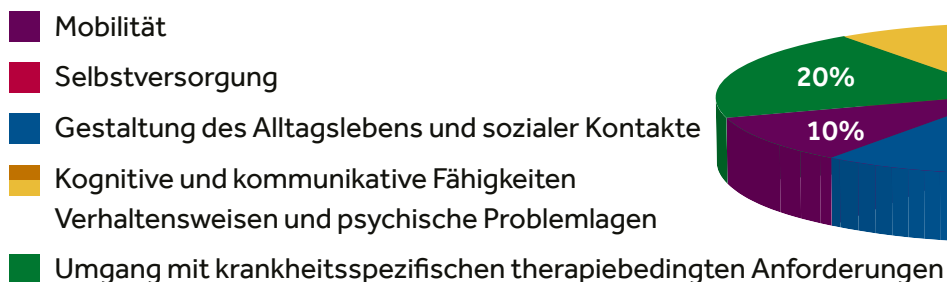 Mobilität
Selbstversorgung
Gestaltung des Alltagslebens und sozialer Kontakte
Kognitive und kommunikative Fähigkeiten
Verhaltensweisen und psychische Problemlagen
Umgang mit krankheitsspezifischen therapiebedingten Anforderungen
20%
10%